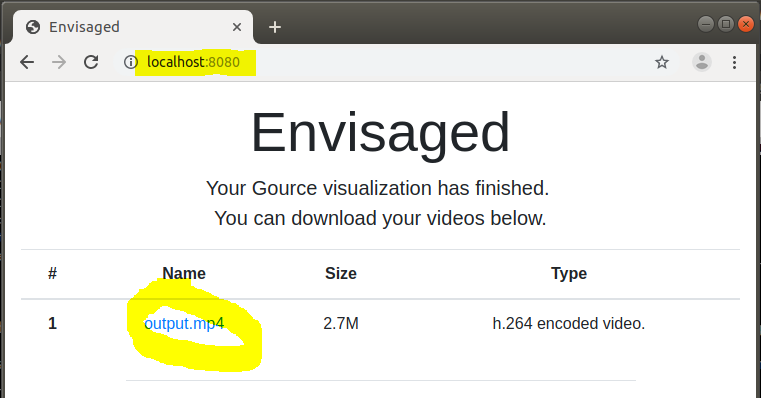 Envisaged
localhost:8080
Envisaged
Your Gource visualization has finished.
You can download your videos below.
# Name Size Type
1 output.mp4 2.7M h.264 encoded video.